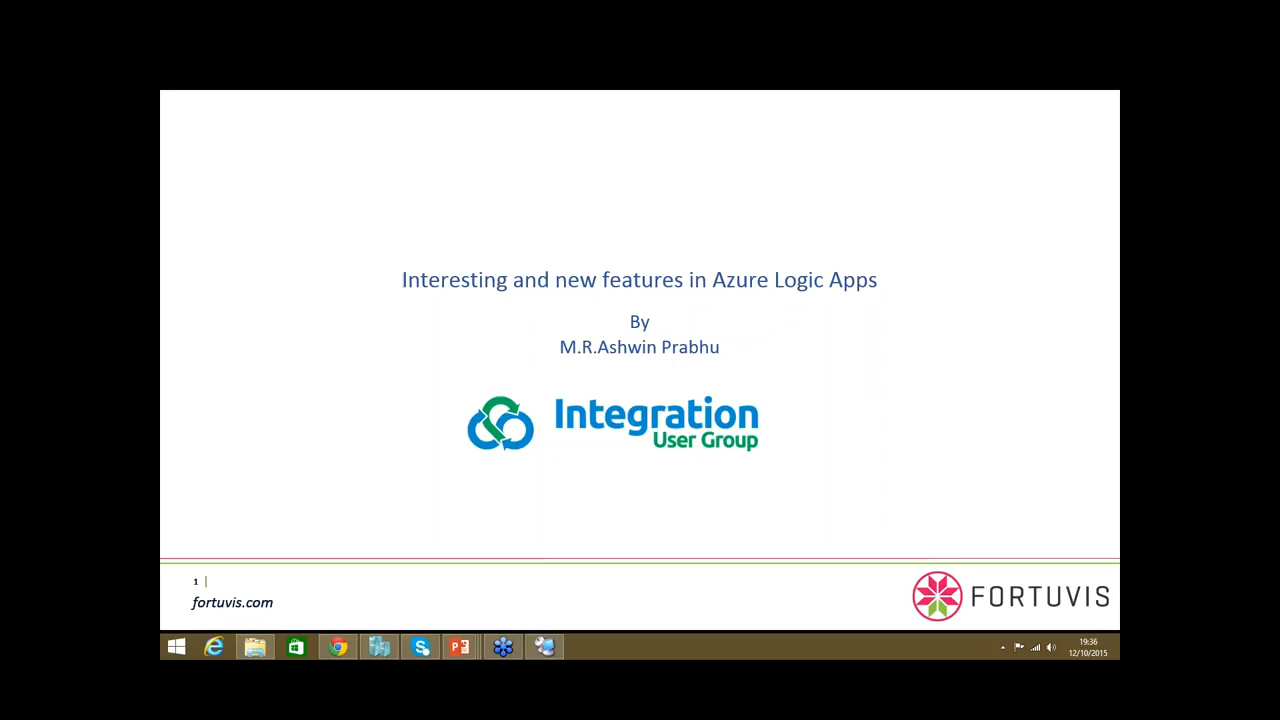 Interesting and new features in Azure Logic Apps
By
M.R.Ashwin Prabhu
Integration
User Group
1 |
fortuvis.com
FORTUVIS
19:36
12/10/2015